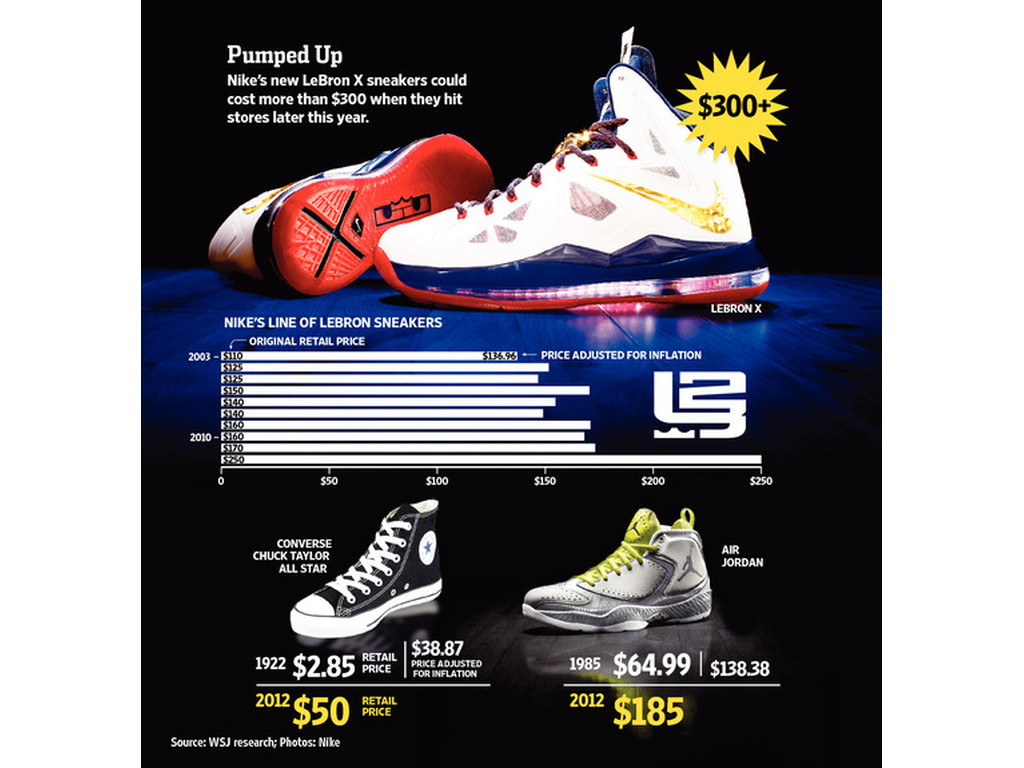 Pumped Up
Nike's new LeBron X sneakers could
cost more than $300 when they hit
stores later this year.
$300+
LEBRON X
NIKE'S LINE OF LEBRON SNEAKERS
ORIGINAL RETAIL PRICE
2003
$110
$136.96
PRICE ADJUSTED FOR INFLATION
$125
$125
$150
$140
$140
$160
2010
$160
$170
$250
0 $50 $100 $150 $200 $250
CONVERSE
CHUCK TAYLOR
ALL STAR
AIR
JORDAN
1922 $2.85 RETAIL
PRICE
$38.87
PRICE ADJUSTED
FOR INFLATION
2012 $50 RETAIL
PRICE
1985 $64.99 $138.38
2012 $185
Source: WSJ research; Photos: Nike